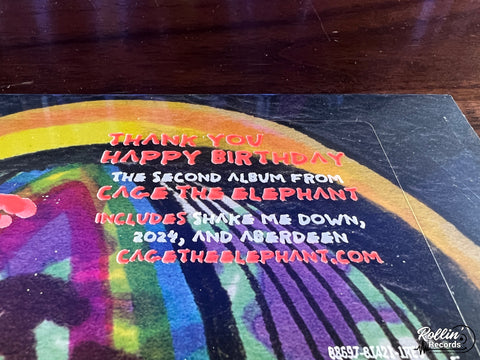 THANK YOU
HAPPY BIRTHDAY
THE SECOND ALBUM FROM
CAGE THE ELEPHANT
INCLUDES SHAKE ME DOWN,
2024, AND ABERDEEN
CAGETHEELEPHANT.COM
Rollin'
Records